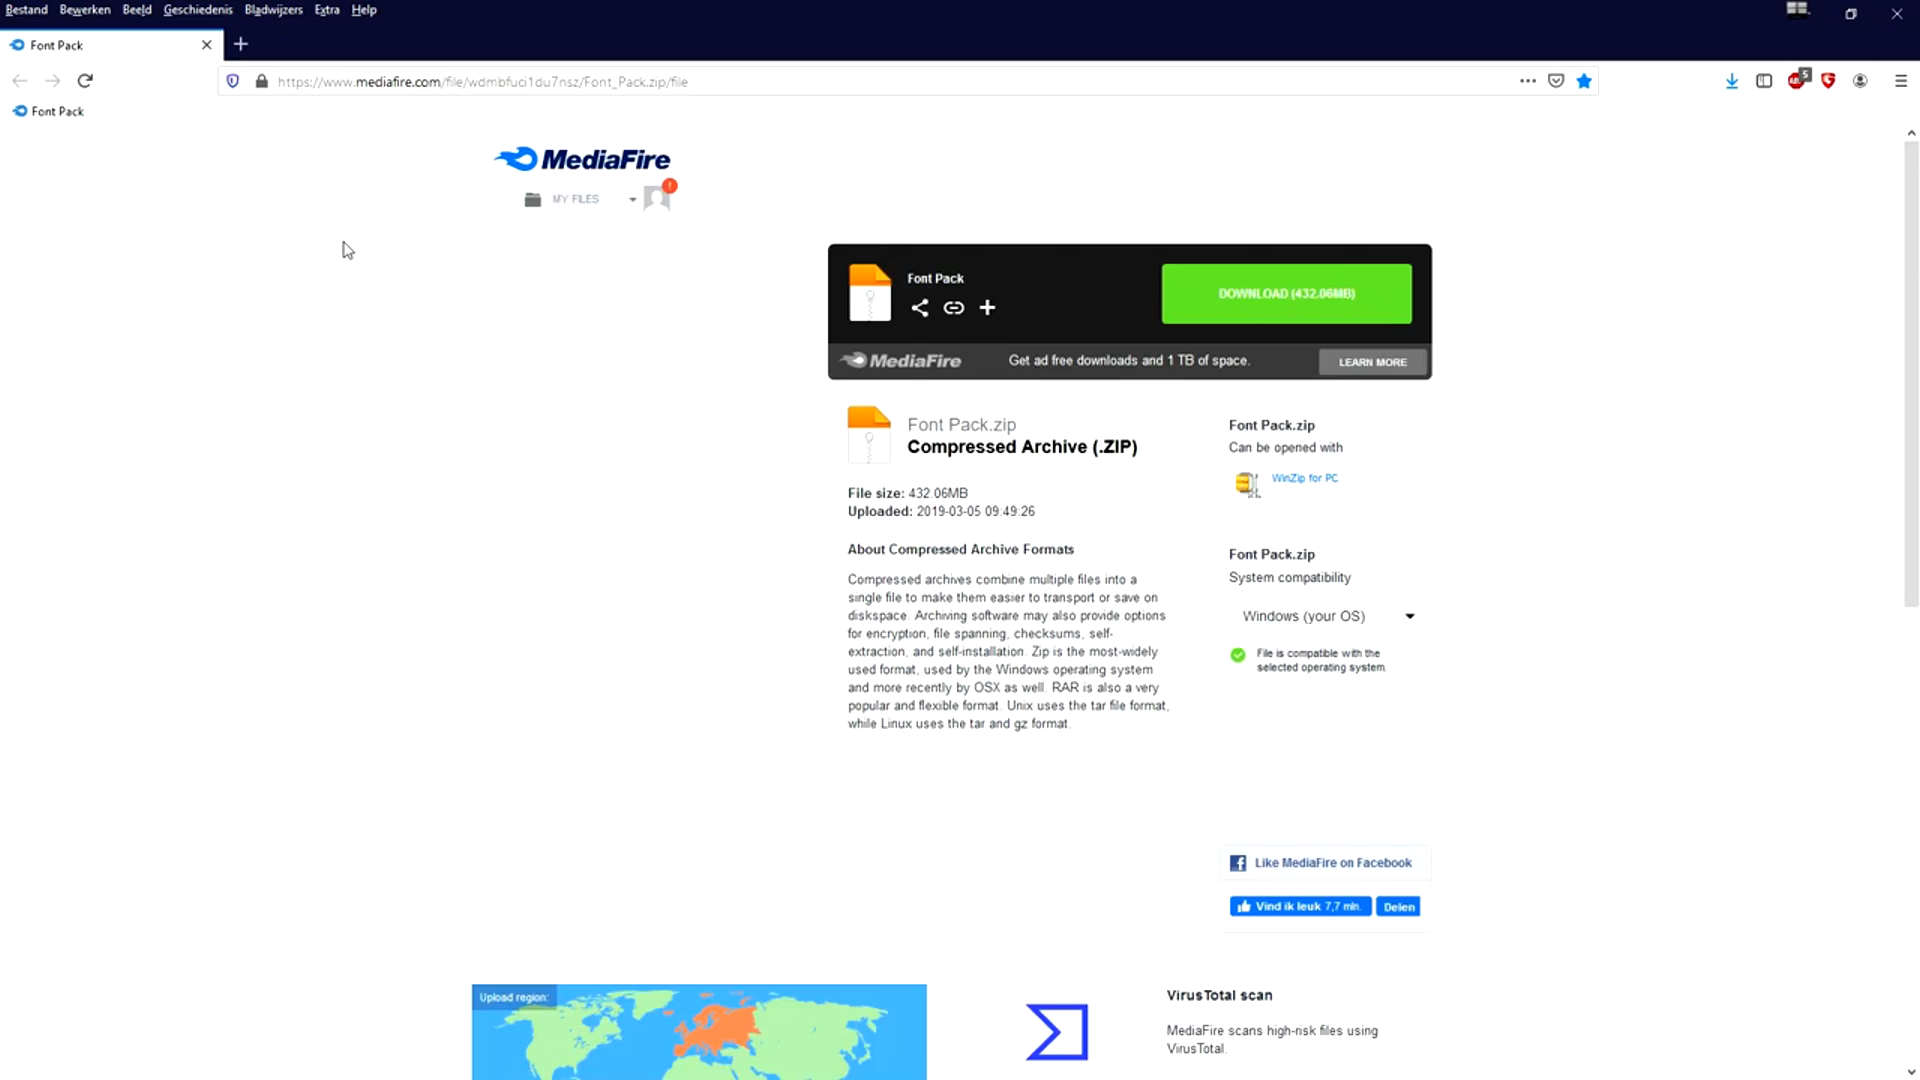 Bestand Bewerken Beeld Geschiedenis Bladwijzers Extra Help
Font Pack
https://www.mediafire.com/file/wdmbfuci1du7nsz/Font_Pack.zip/file
5
Font Pack
MediaFire
MY FILES
!
Font Pack
DOWNLOAD (432.06MB)
MediaFire Get ad free downloads and 1 TB of space. LEARN MORE
Font Pack.zip
Compressed Archive (.ZIP)
File size: 432.06MB
Uploaded: 2019-03-05 09:49:26
About Compressed Archive Formats
Compressed archives combine multiple files into a
single file to make them easier to transport or save on
diskspace. Archiving software may also provide options
for encryption, file spanning, checksums, self-
extraction, and self-installation. Zip is the most-widely
used format, used by the Windows operating system
and more recently by OSX as well. RAR is also a very
popular and flexible format. Unix uses the tar file format,
while Linux uses the tar and gz format.
Font Pack.zip
Can be opened with
WinZip for PC
Font Pack.zip
System compatibility
Windows (your OS)
File is compatible with the
selected operating system.
Like MediaFire on Facebook
Vind ik leuk 7,7 mln. Delen
Upload region:
VirusTotal scan
MediaFire scans high-risk files using
VirusTotal.